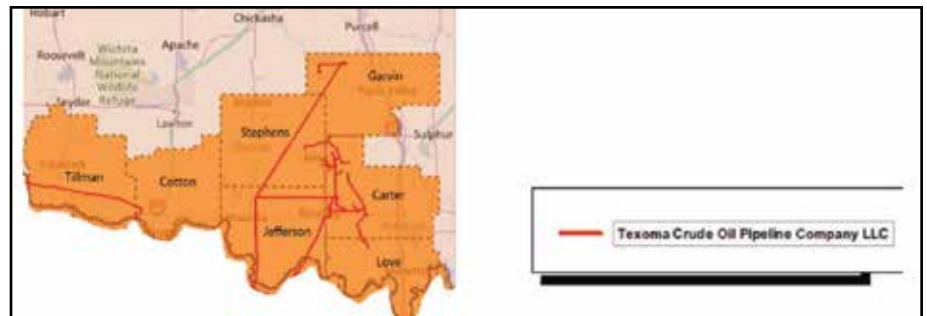 Hobart
Chickasha
Purcell
Roosevelt
Wichita
Mountains
National
Wildlife
Refuge
Apache
Garvin
Snyder
Lawton
Stephens
Sulphur
Tillman
Cotton
Carter
Jefferson
Love
Texoma Crude Oil Pipeline Company LLC